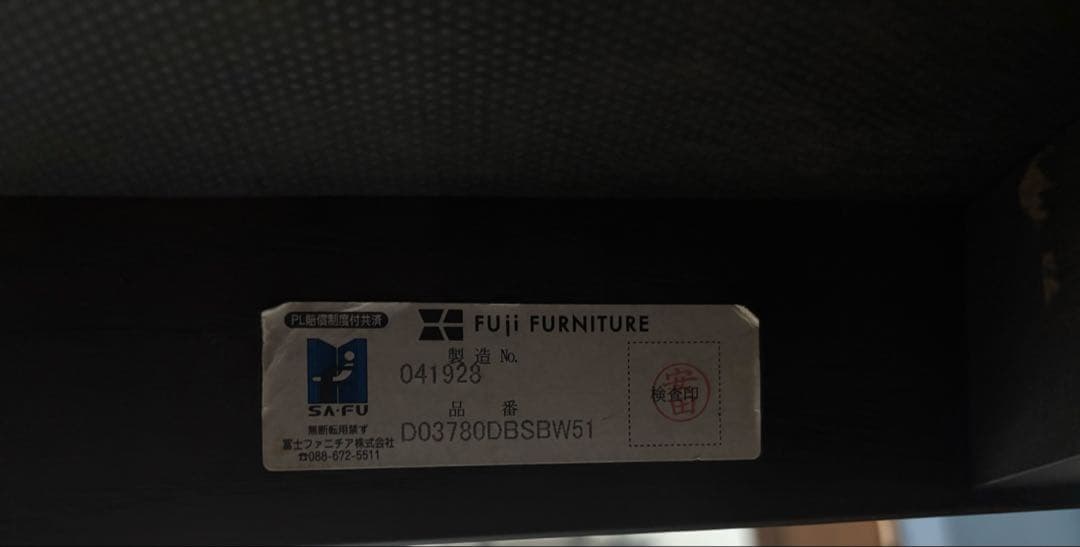 PL賠償制度付共済
FUji FURNITURE
製造 No.
041928
SA・FU
品番
D03780DBSBW51
検査印
無断転用禁ず
冨士ファニチア株式会社
☎088-672-5511